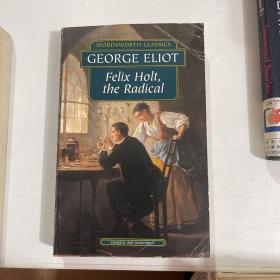 WORDSWORTH CLASSICS
GEORGE ELIOT
Felix Holt,
the Radical
Complete and Unabridged